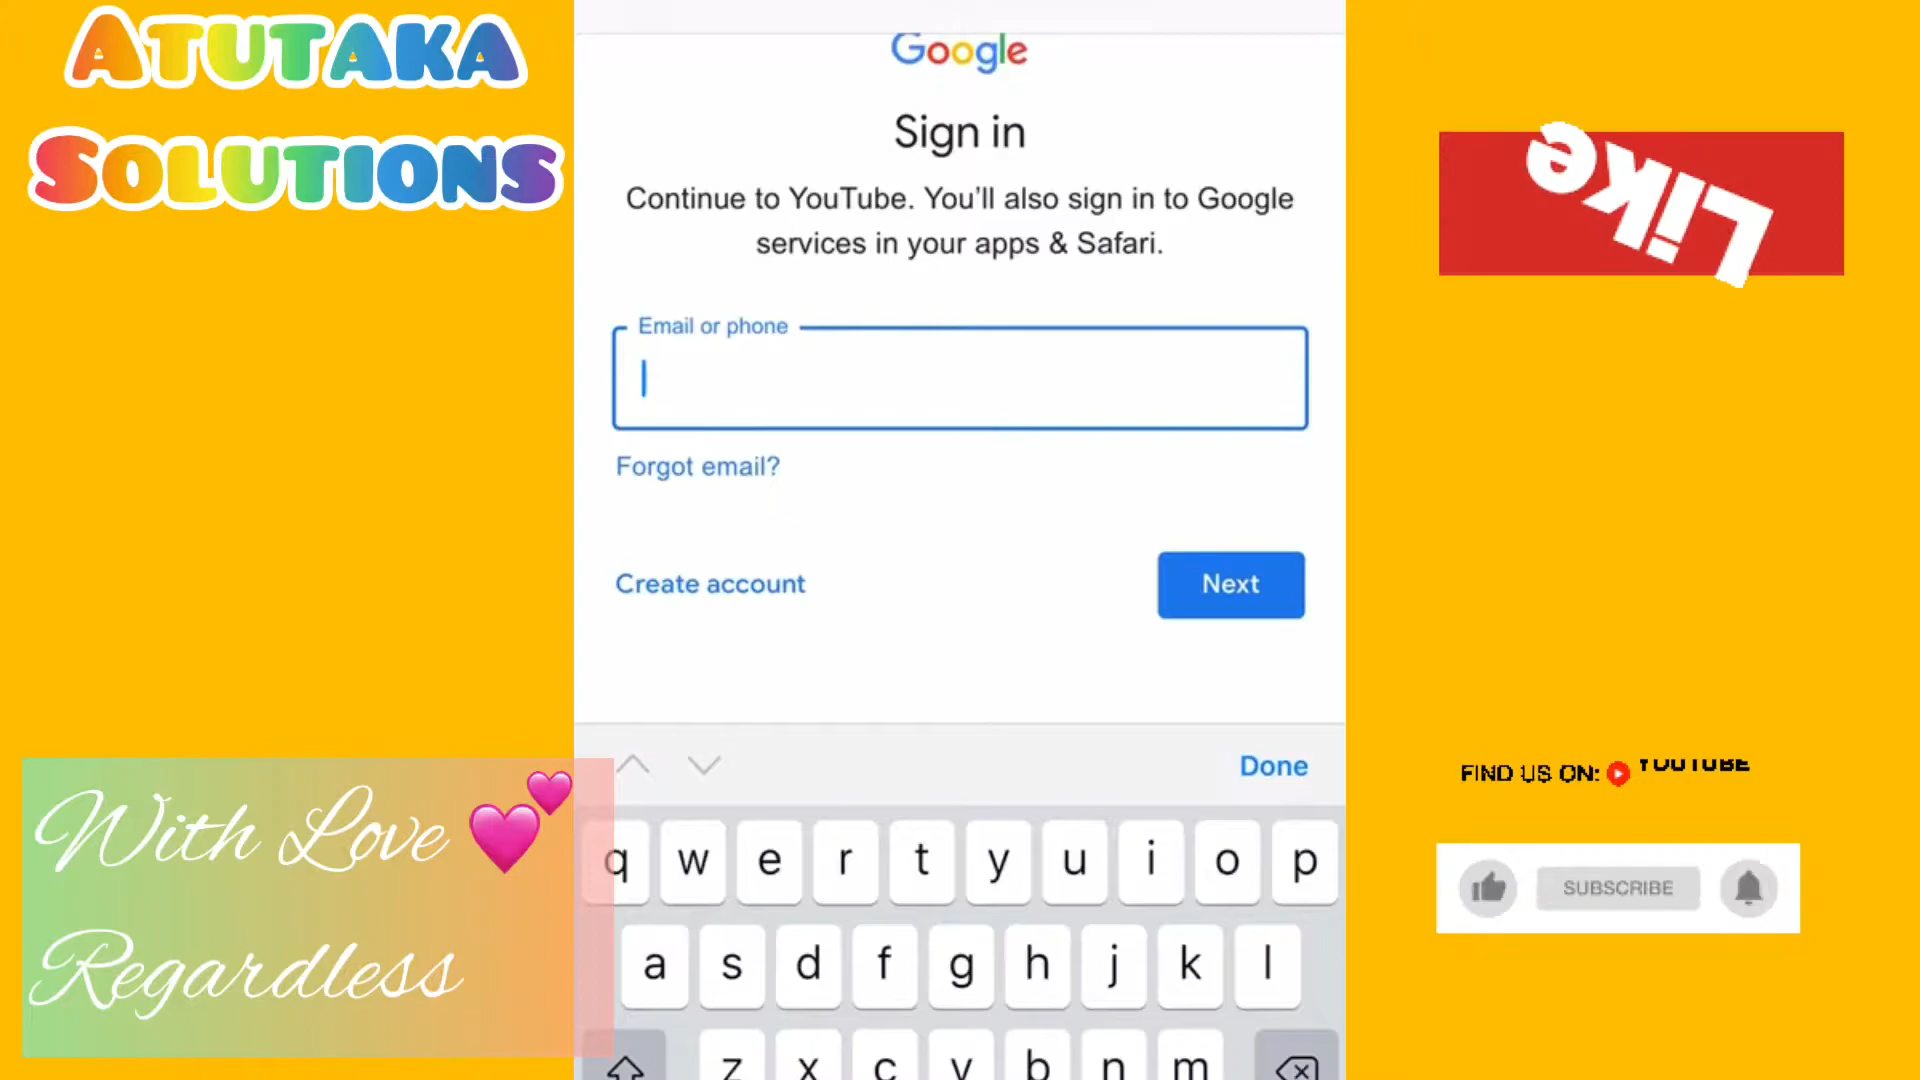 ATUTAKA
SOLUTIONS
Google
Sign in
Continue to YouTube. You'll also sign in to Google
services in your apps & Safari.
Email or phone
Forgot email?
Create account
Next
Done
q w e r t y u i o p
a s d f g h j k l
z x c v b n m
With Love
Regardless
Like
FIND US ON: YOUTUBE
SUBSCRIBE